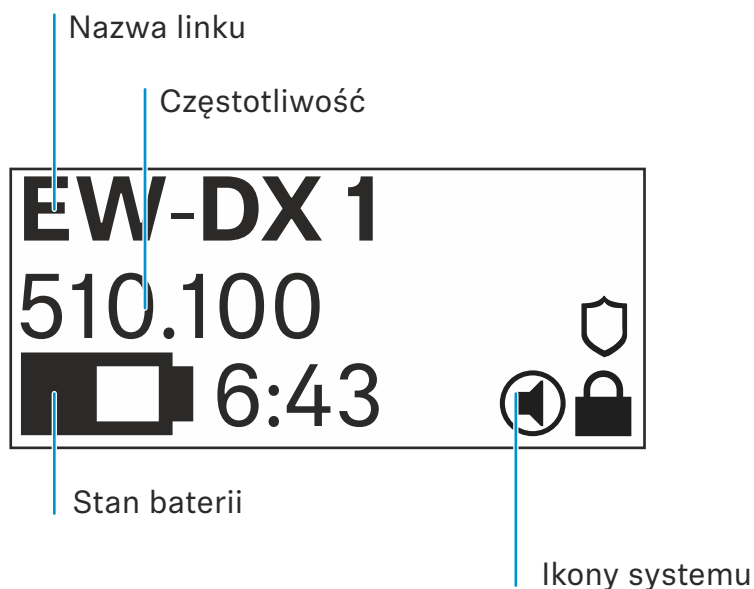 Nazwa linku
Częstotliwość
EW-DX 1
510.100
6:43
Stan baterii
Ikony systemu